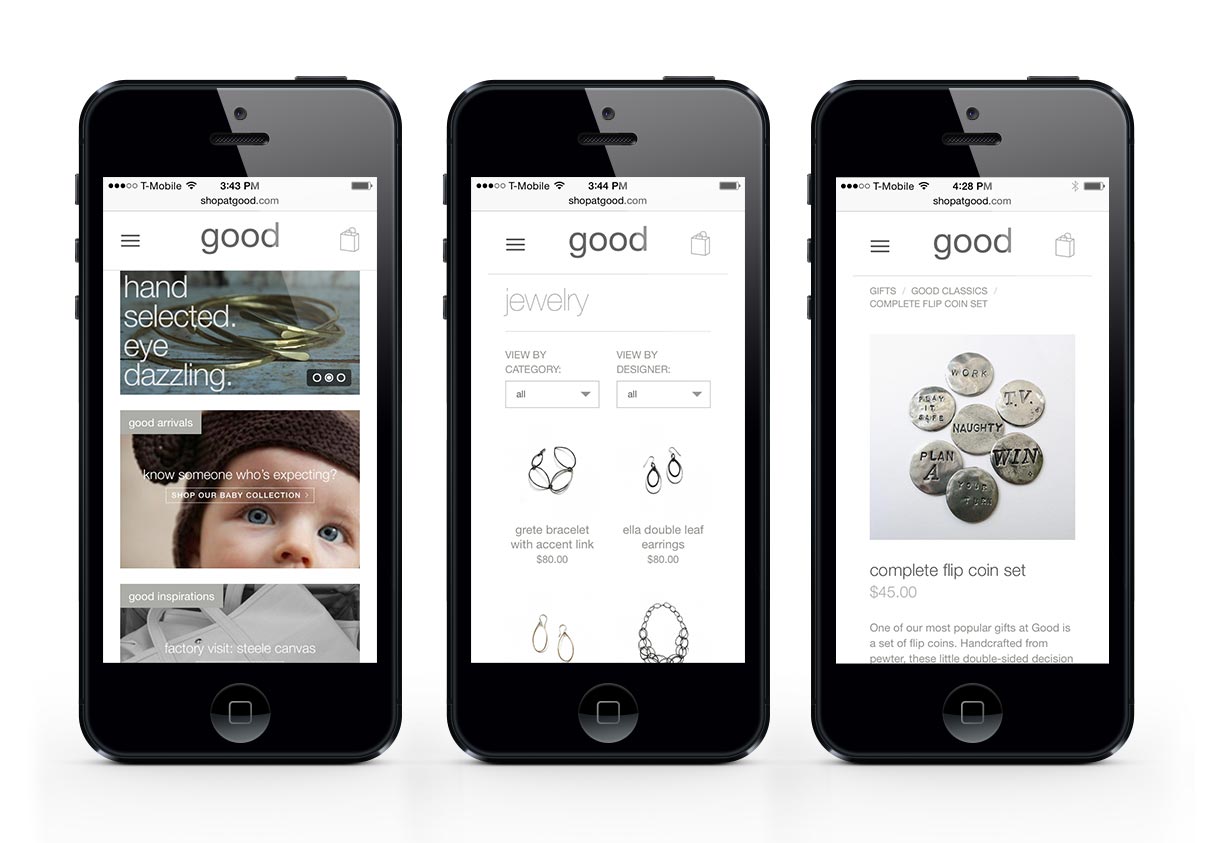 T-Mobile 3:43 PM
shopatgood.com
good
hand
selected.
eye
dazzling.
good arrivals
know someone who's expecting?
SHOP OUR BABY COLLECTION >
good inspirations
factory visit: steele canvas
T-Mobile 3:44 PM
shopatgood.com
good
jewelry
VIEW BY
CATEGORY:
all
VIEW BY
DESIGNER:
all
grete bracelet
with accent link
$80.00
ella double leaf
earrings
$80.00
T-Mobile 4:28 PM
shopatgood.com
good
GIFTS / GOOD CLASSICS /
COMPLETE FLIP COIN SET
WORK
PLAY
IT
SAFE
T.V.
NAUGHTY
PLAN
A
WIN
YOUR
TURN
complete flip coin set
$45.00
One of our most popular gifts at Good is
a set of flip coins. Handcrafted from
pewter, these little double-sided decision